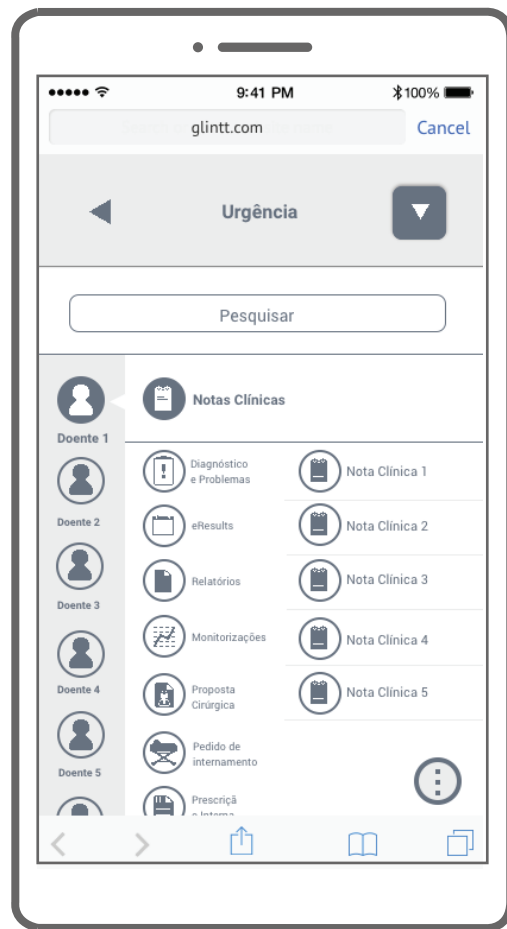 9:41 PM
100%
glintt.com
Cancel
Urgência
Pesquisar
Doente 1
Notas Clínicas
Doente 2
Doente 3
Doente 4
Doente 5
Diagnóstico
e Problemas
eResults
Relatórios
Monitorizações
Proposta
Cirúrgica
Pedido de
internamento
Prescriçã
o Interna
Nota Clínica 1
Nota Clínica 2
Nota Clínica 3
Nota Clínica 4
Nota Clínica 5